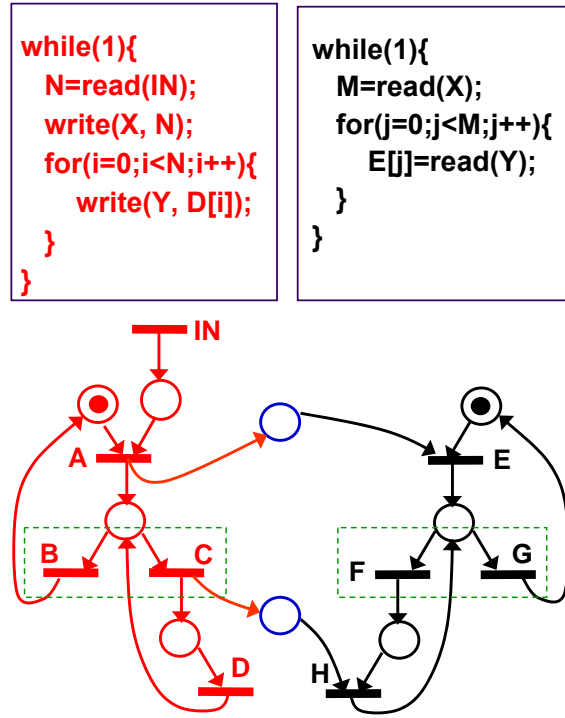 while(1){
N=read(IN);
write(X, N);
for(i=0;i<N;i++){
write(Y, D[i]);
}
}
while(1){
M=read(X);
for(j=0;j<M;j++){
E[j]=read(Y);
}
}
IN
A
E
B
C
F
G
D
H